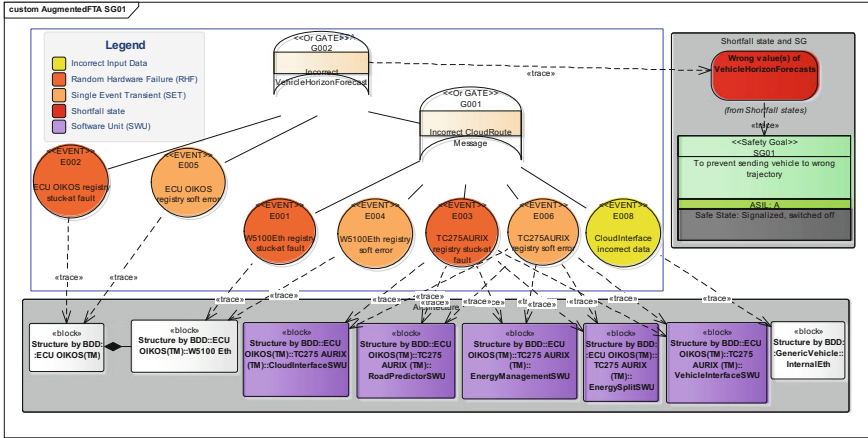 custom AugmentedFTA SG01
Legend
Incorrect Input Data
Random Hardware Failure (RHF)
Single Event Transient (SET)
Shortfall state
Software Unit (SWU)
<<Or GATE>>
G002
Incorrect
VehicleHorizonForecast
«trace»
Shortfall state and SG
Wrong value(s) of
VehicleHorizonForecasts
(from Shortfall states)
«trace»
<<Safety Goal>>
SG01
To prevent sending vehicle to wrong
trajectory
ASIL: A
Safe State: Signalized, switched off
<<Or GATE>>
G001
Incorrect CloudRoute
Message
<<EVENT>>
E002
ECU OIKOS registry
stuck-at fault
<<EVENT>>
E005
ECU OIKOS
registry soft error
<<EVENT>>
E001
W5100Eth registry
stuck-at fault
<<EVENT>>
E004
W5100Eth registry
soft error
<<EVENT>>
E003
TC275AURIX
registry stuck-at
fault
<<EVENT>>
E006
TC275AURIX
registry soft error
<<EVENT>>
E008
CloudInterface
incorrect data
«trace»
«trace»
«trace»
«trace»
«trace»
«trace»
«trace»
«trace»
«trace»
«trace»
«trace»
«block»
Structure by BDD:
:ECU OIKOS(TM)
«block»
Structure by BDD::ECU
OIKOS(TM)::W5100 Eth
«block»
Structure by BDD::ECU
OIKOS(TM)::TC275 AURIX
(TM)::CloudInterfaceSWU
«block»
Structure by BDD::ECU
OIKOS(TM)::TC275
AURIX (TM)::
RoadPredictorSWU
«block»
Structure by BDD::ECU
OIKOS(TM)::TC275 AURIX
(TM)::
EnergyManagementSWU
«block»
Structure by BDD:
:ECU OIKOS(TM)::
TC275 AURIX
(TM)::
EnergySplitSWU
«block»
Structure by BDD::ECU
OIKOS(TM)::TC275
AURIX (TM)::
VehicleInterfaceSWU
«block»
Structure by BDD:
:GenericVehicle::
InternalEth